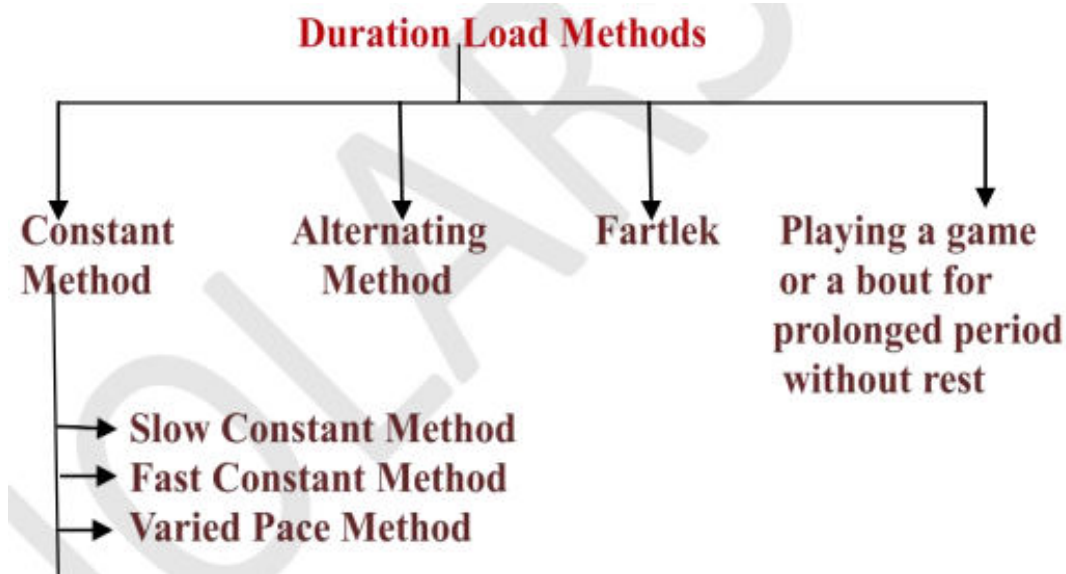 Duration Load Methods
Constant
Method
Alternating
Method
Fartlek
Playing a game
or a bout for
prolonged period
without rest
Slow Constant Method
Fast Constant Method
Varied Pace Method